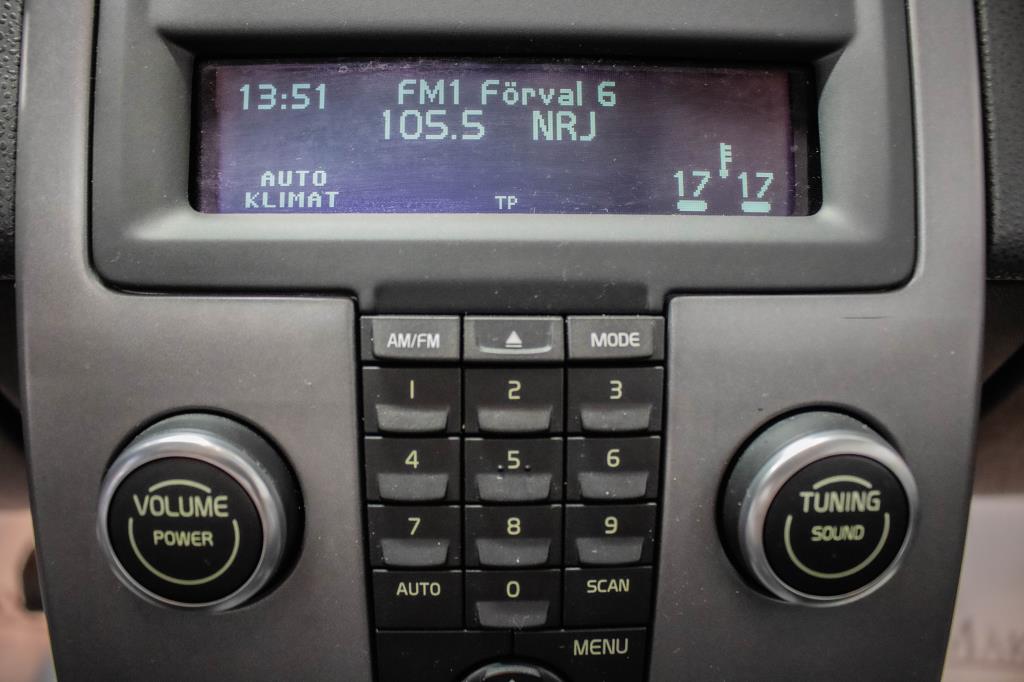 13:51 FM1 Förval 6
105.5 NRJ
AUTO
KLIMAT
TP
17 17
AM/FM MODE
1 2 3
4 5 6
7 8 9
AUTO 0 SCAN
MENU
VOLUME
POWER
TUNING
SOUND